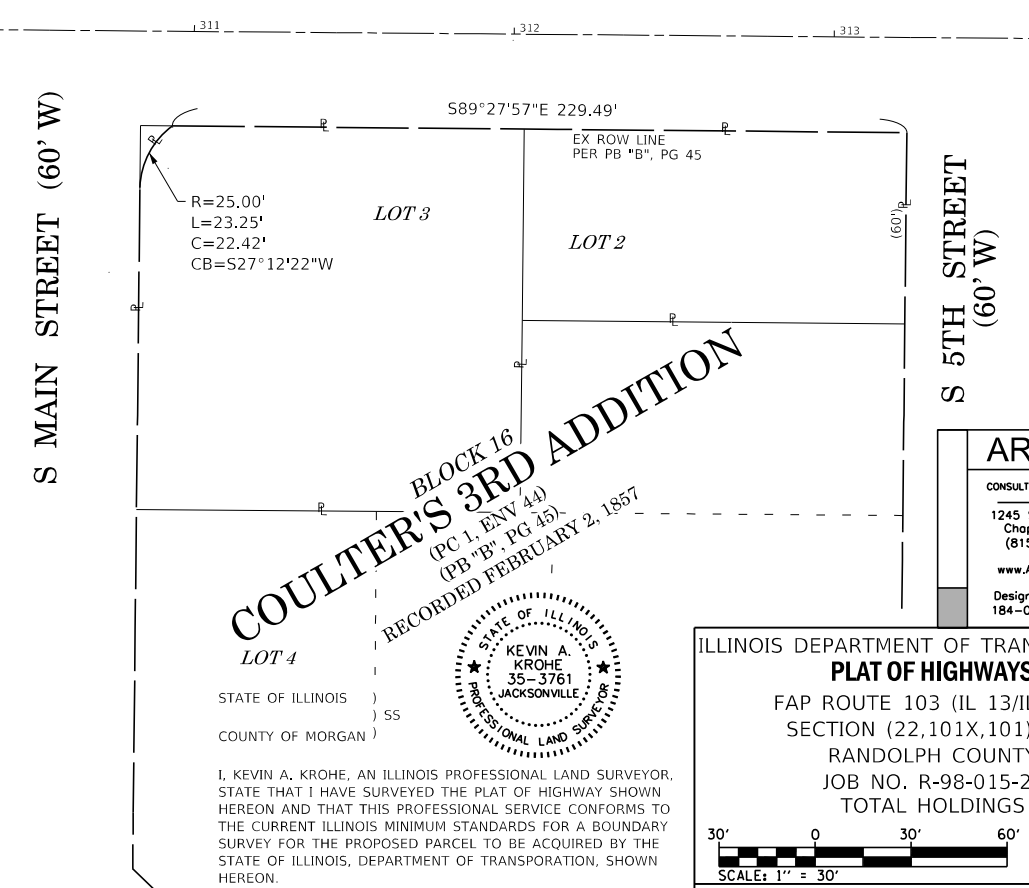 311
312
313
S89°27'57"E 229.49'
EX ROW LINE
PER PB "B", PG 45
R=25.00'
L=23.25'
C=22.42'
CB=S27°12'22"W
LOT 3
LOT 2
(60')
S MAIN STREET (60' W)
S 5TH STREET
(60' W)
BLOCK 16
COULTER'S 3RD ADDITION
(PC 1, ENV 44)
(PB "B", PG 45)
RECORDED FEBRUARY 2, 1857
LOT 4
STATE OF ILLINOIS )
) SS
COUNTY OF MORGAN )
STATE OF ILLINOIS
KEVIN A.
KROHE
35-3761
JACKSONVILLE
PROFESSIONAL LAND SURVEYOR
I, KEVIN A. KROHE, AN ILLINOIS PROFESSIONAL LAND SURVEYOR,
STATE THAT I HAVE SURVEYED THE PLAT OF HIGHWAY SHOWN
HEREON AND THAT THIS PROFESSIONAL SERVICE CONFORMS TO
THE CURRENT ILLINOIS MINIMUM STANDARDS FOR A BOUNDARY
SURVEY FOR THE PROPOSED PARCEL TO BE ACQUIRED BY THE
STATE OF ILLINOIS, DEPARTMENT OF TRANSPORATION, SHOWN
HEREON.
AR
CONSULT
1245
Chap
(815
www.A
Design
184-0
ILLINOIS DEPARTMENT OF TRAN
PLAT OF HIGHWAYS
FAP ROUTE 103 (IL 13/IL
SECTION (22,101X,101)
RANDOLPH COUNTY
JOB NO. R-98-015-2
TOTAL HOLDINGS
30' 0 30' 60'
SCALE: 1" = 30'